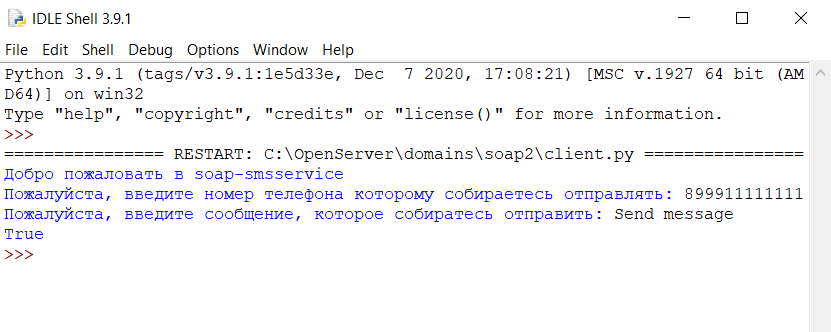 IDLE Shell 3.9.1
File Edit Shell Debug Options Window Help
Python 3.9.1 (tags/v3.9.1:1e5d33e, Dec  7 2020, 17:08:21) [MSC v.1927 64 bit (AM
D64)] on win32
Type "help", "copyright", "credits" or "license()" for more information.
>>>
================ RESTART: C:\OpenServer\domains\soap2\client.py ================
Добро пожаловать в soap-smsservice
Пожалуйста, введите номер телефона которому собираетесь отправлять: 899911111111
Пожалуйста, введите сообщение, которое собиратесь отправить: Send message
True
>>>